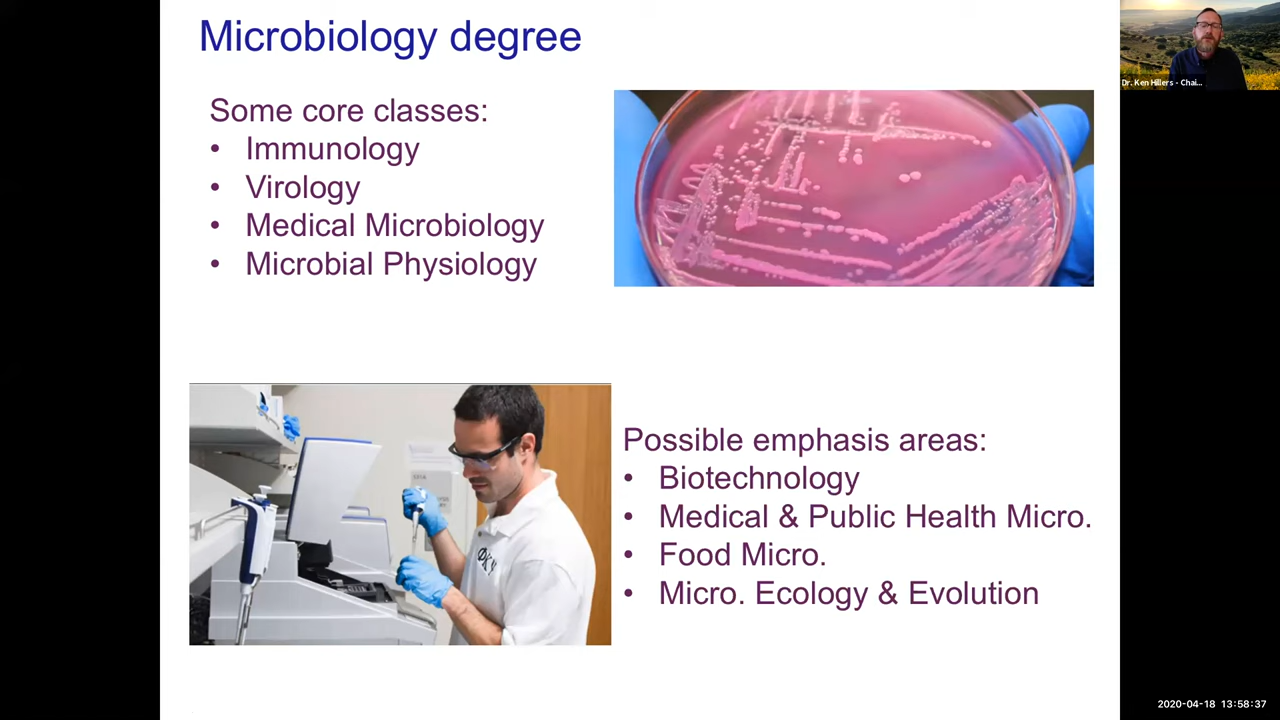 Microbiology degree
Some core classes:
• Immunology
• Virology
• Medical Microbiology
• Microbial Physiology
Possible emphasis areas:
• Biotechnology
• Medical & Public Health Micro.
• Food Micro.
• Micro. Ecology & Evolution
Dr. Ken Hillers - Chai...
ΦΚΨ
2020-04-18 13:58:37